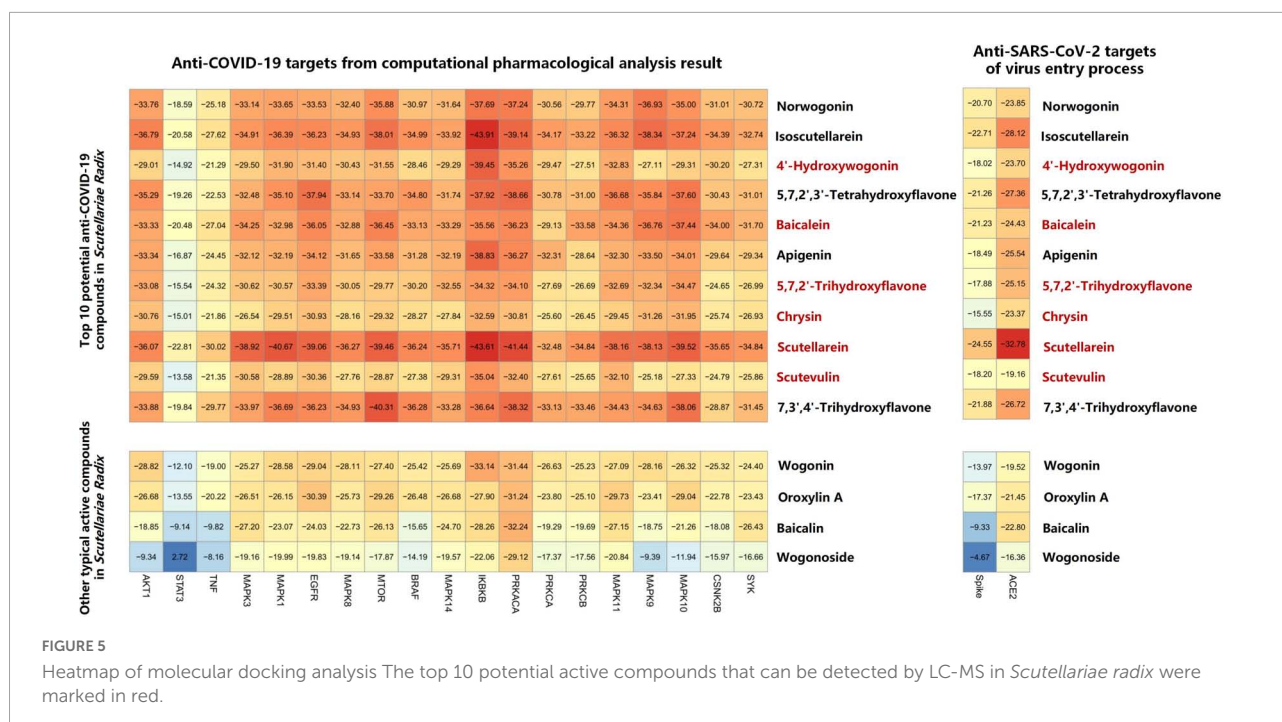 Anti-COVID-19 targets from computational pharmacological analysis result
Anti-SARS-CoV-2 targets
of virus entry process
Top 10 potential anti-COVID-19
compounds in Scutellariae Radix
−33.76 −18.59 −25.18 −33.14 −33.65 −33.53 −32.40 −35.88 −30.97 −31.64 −37.69 −37.24 −30.56 −29.77 −34.31 −36.93 −35.00 −31.01 −30.72 Norwogonin −20.70 −23.85 Norwogonin
−36.79 −20.58 −27.62 −34.91 −36.39 −36.23 −34.93 −38.01 −34.99 −33.92 −43.91 −39.14 −34.17 −33.22 −36.32 −38.34 −37.24 −34.39 −32.74 Isoscutellarein −22.71 −28.12 Isoscutellarein
−29.01 −14.92 −21.29 −29.50 −31.90 −31.40 −30.43 −31.55 −28.46 −29.29 −39.45 −35.26 −29.47 −27.51 −32.83 −27.11 −29.31 −30.20 −27.31 4'-Hydroxywogonin −18.02 −23.70 4'-Hydroxywogonin
−35.29 −19.26 −22.53 −32.48 −35.10 −37.94 −33.14 −33.70 −34.80 −31.74 −37.92 −38.66 −30.78 −31.00 −36.68 −35.84 −37.60 −30.43 −31.01 5,7,2',3'-Tetrahydroxyflavone −21.26 −27.36 5,7,2',3'-Tetrahydroxyflavone
−33.33 −20.48 −27.04 −34.25 −32.98 −36.05 −32.88 −36.45 −33.13 −33.29 −35.56 −36.23 −29.13 −33.58 −34.36 −36.76 −37.44 −34.00 −31.70 Baicalein −21.23 −24.43 Baicalein
−33.34 −16.87 −24.45 −32.12 −32.19 −34.12 −31.65 −33.58 −31.28 −32.19 −38.83 −36.27 −32.31 −28.64 −32.30 −33.50 −34.01 −29.64 −29.34 Apigenin −18.49 −25.54 Apigenin
−33.08 −15.54 −24.32 −30.62 −30.57 −33.39 −30.05 −29.77 −30.20 −32.55 −34.32 −34.10 −27.69 −26.69 −32.69 −32.34 −34.47 −24.65 −26.99 5,7,2'-Trihydroxyflavone −17.88 −25.15 5,7,2'-Trihydroxyflavone
−30.76 −15.01 −21.86 −26.54 −29.51 −30.93 −28.16 −29.32 −28.27 −27.84 −32.59 −30.81 −25.60 −26.45 −29.45 −31.26 −31.95 −25.74 −26.93 Chrysin −15.55 −23.37 Chrysin
−36.07 −22.81 −30.02 −38.92 −40.67 −39.06 −36.27 −39.46 −36.24 −35.71 −43.61 −41.44 −32.48 −34.84 −38.16 −38.13 −39.52 −35.65 −34.84 Scutellarein −24.55 −32.78 Scutellarein
−29.59 −13.58 −21.35 −30.58 −28.89 −30.36 −27.76 −28.87 −27.38 −29.31 −35.04 −32.40 −27.61 −25.65 −32.10 −25.18 −27.33 −24.79 −25.86 Scutevulin −18.20 −19.16 Scutevulin
−33.88 −19.84 −29.77 −33.97 −36.69 −36.23 −34.93 −40.31 −36.28 −33.28 −36.64 −38.32 −33.13 −33.46 −34.43 −34.63 −38.06 −28.87 −31.45 7,3',4'-Trihydroxyflavone −21.88 −26.72 7,3',4'-Trihydroxyflavone
Other typical active compounds
in Scutellariae Radix
−28.82 −12.10 −19.00 −25.27 −28.58 −29.04 −28.11 −27.40 −25.42 −25.69 −33.14 −31.44 −26.63 −25.23 −27.09 −28.16 −26.32 −25.32 −24.40 Wogonin −13.97 −19.52 Wogonin
−26.68 −13.55 −20.22 −26.51 −26.15 −30.39 −25.73 −29.26 −26.48 −26.68 −27.90 −31.24 −23.80 −25.10 −29.73 −23.41 −29.04 −22.78 −23.43 Oroxylin A −17.37 −21.45 Oroxylin A
−18.85 −9.14 −9.82 −27.20 −23.07 −24.03 −22.73 −26.13 −15.65 −24.70 −28.26 −32.24 −19.29 −19.69 −27.15 −18.75 −21.26 −18.08 −26.43 Baicalin −9.33 −22.80 Baicalin
−9.34 2.72 −8.16 −19.16 −19.99 −19.83 −19.14 −17.87 −14.19 −19.57 −22.06 −29.12 −17.37 −17.56 −20.84 −9.39 −11.94 −15.97 −16.66 Wogonoside −4.67 −16.36 Wogonoside
AKT1 STAT3 TNF MAPK3 MAPK1 EGFR MAPK8 MTOR BRAF MAPK14 IKBKB PRKACA PRKCA PRKCB MAPK11 MAPK9 MAPK10 CSNK2B SYK Spike ACE2
FIGURE 5
Heatmap of molecular docking analysis The top 10 potential active compounds that can be detected by LC-MS in Scutellariae radix were
marked in red.